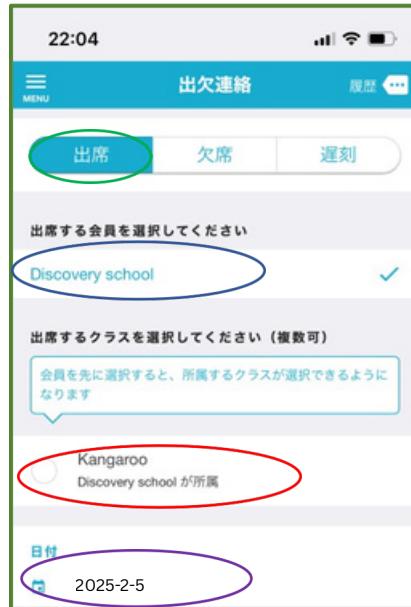 22:04
MENU
出欠連絡
履歴
出席
欠席
遅刻
出席する会員を選択してください
Discovery school
出席するクラスを選択してください（複数可）
会員を先に選択すると、所属するクラスが選択できるように
なります
Kangaroo
Discovery school が所属
日付
2025-2-5